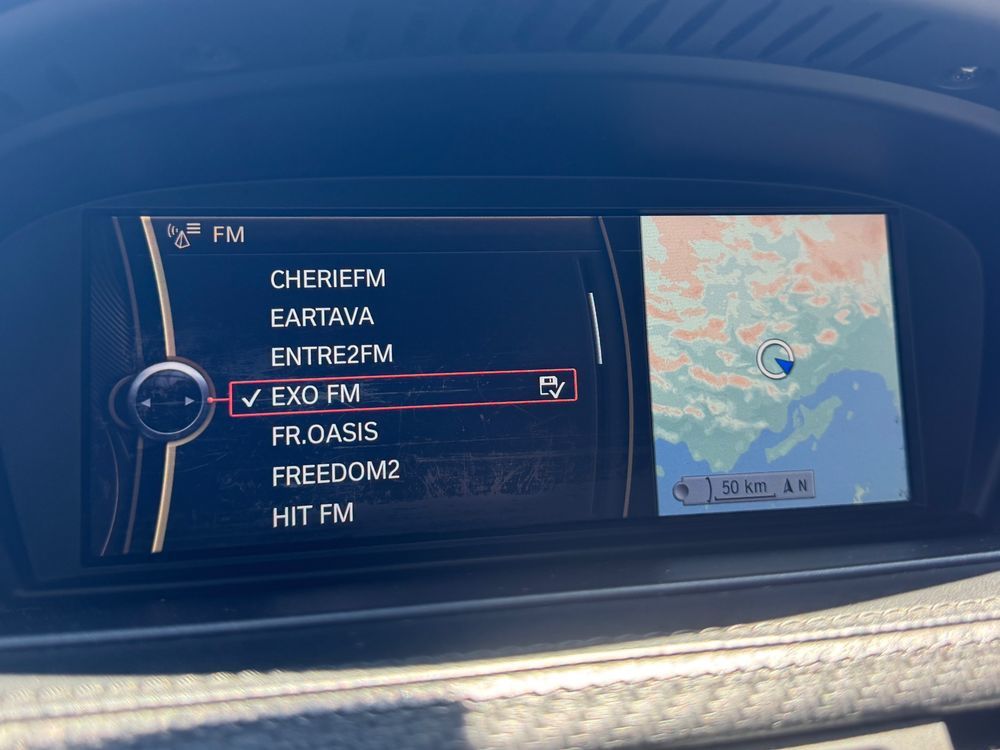 FM
CHERIEFM
EARTAVA
ENTRE2FM
EXO FM
FR.OASIS
FREEDOM2
HIT FM
50 km N